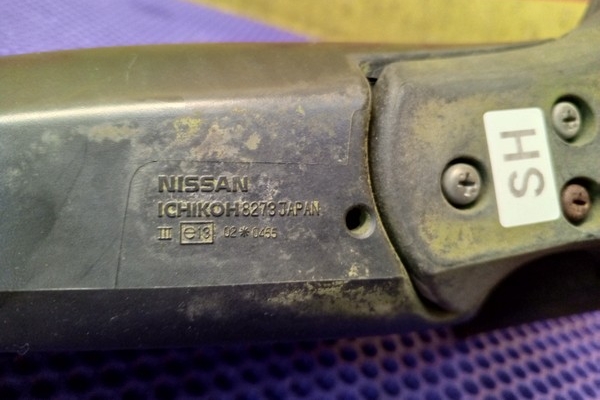 NISSAN
ICHIKOH 8273 JAPAN
III e13 02*0465
SH